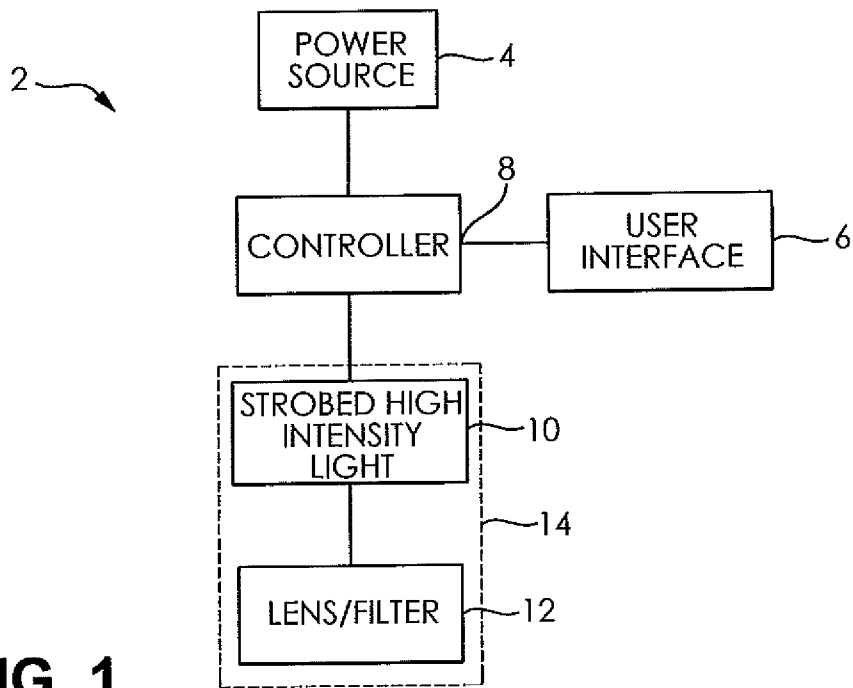 POWER
SOURCE
4
2
8
CONTROLLER
USER
INTERFACE
6
STROBED HIGH
INTENSITY
LIGHT
10
14
LENS/FILTER
12
1